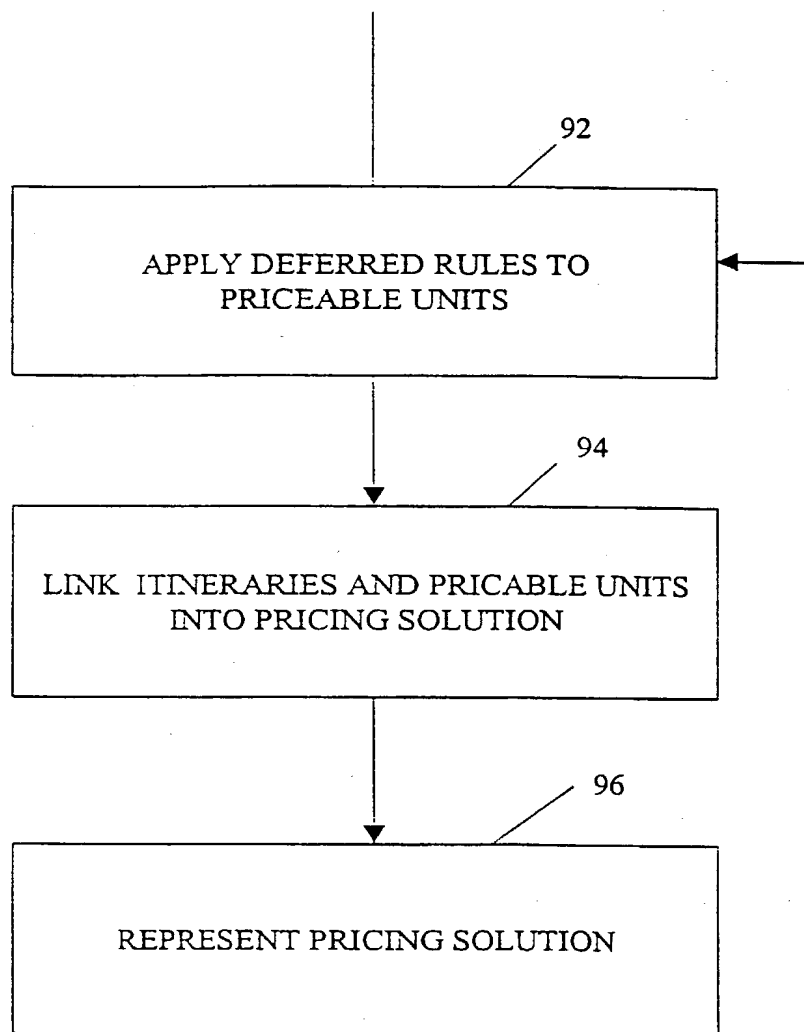 92
APPLY DEFERRED RULES TO
PRICEABLE UNITS
94
LINK ITINERARIES AND PRICABLE UNITS
INTO PRICING SOLUTION
96
REPRESENT PRICING SOLUTION